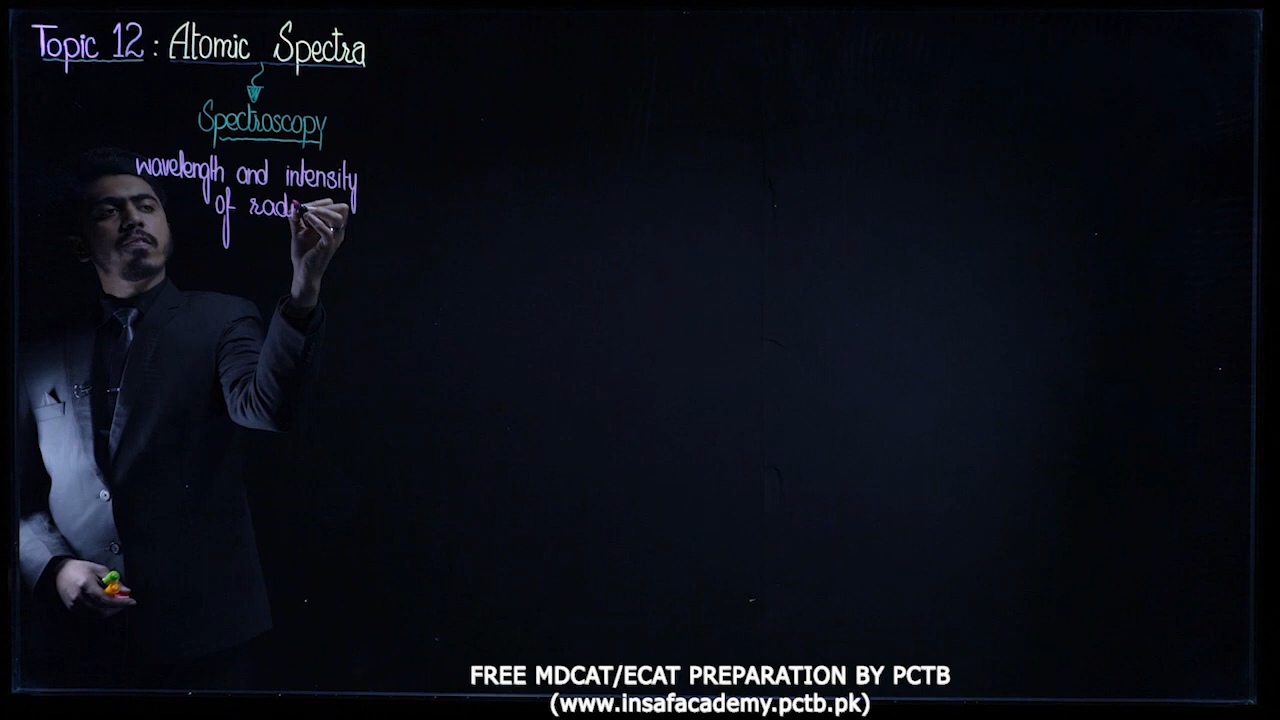 Topic 12 : Atomic Spectra
Spectroscopy
wavelength and intensity
of rad
FREE MDCAT/ECAT PREPARATION BY PCTB
(www.insafacademy.pctb.pk)